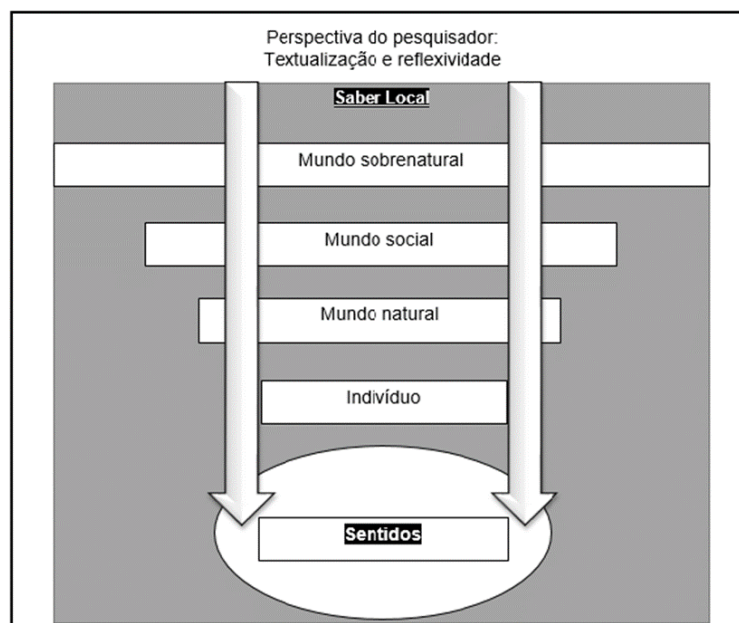 Perspectiva do pesquisador:
Textualização e reflexividade
Saber Local
Mundo sobrenatural
Mundo social
Mundo natural
Indivíduo
Sentidos